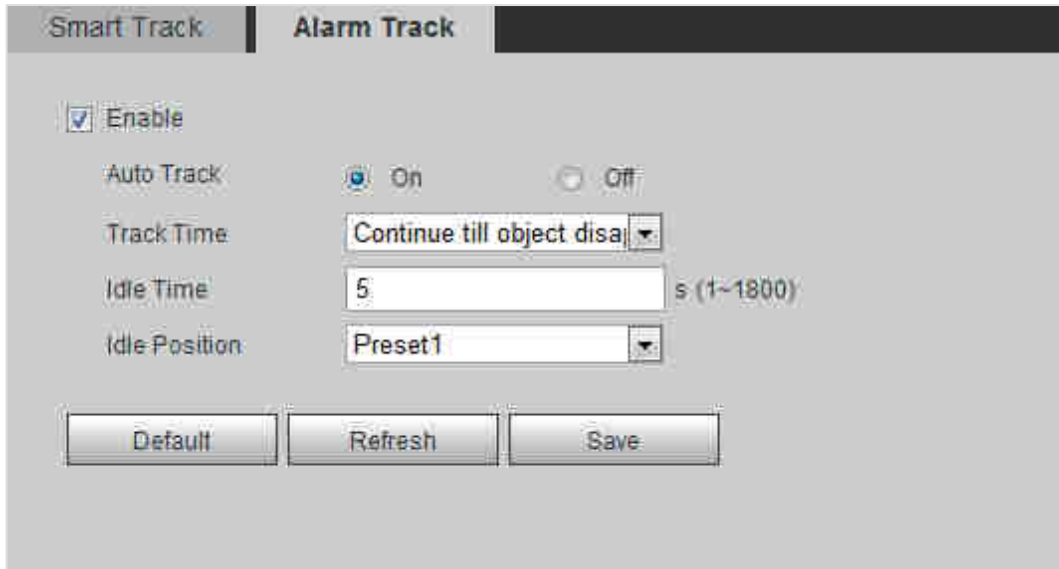 Smart Track Alarm Track
Enable
Auto Track On Off
Track Time Continue till object disa
Idle Time 5 s (1~1800)
Idle Position Preset1
Default Refresh Save